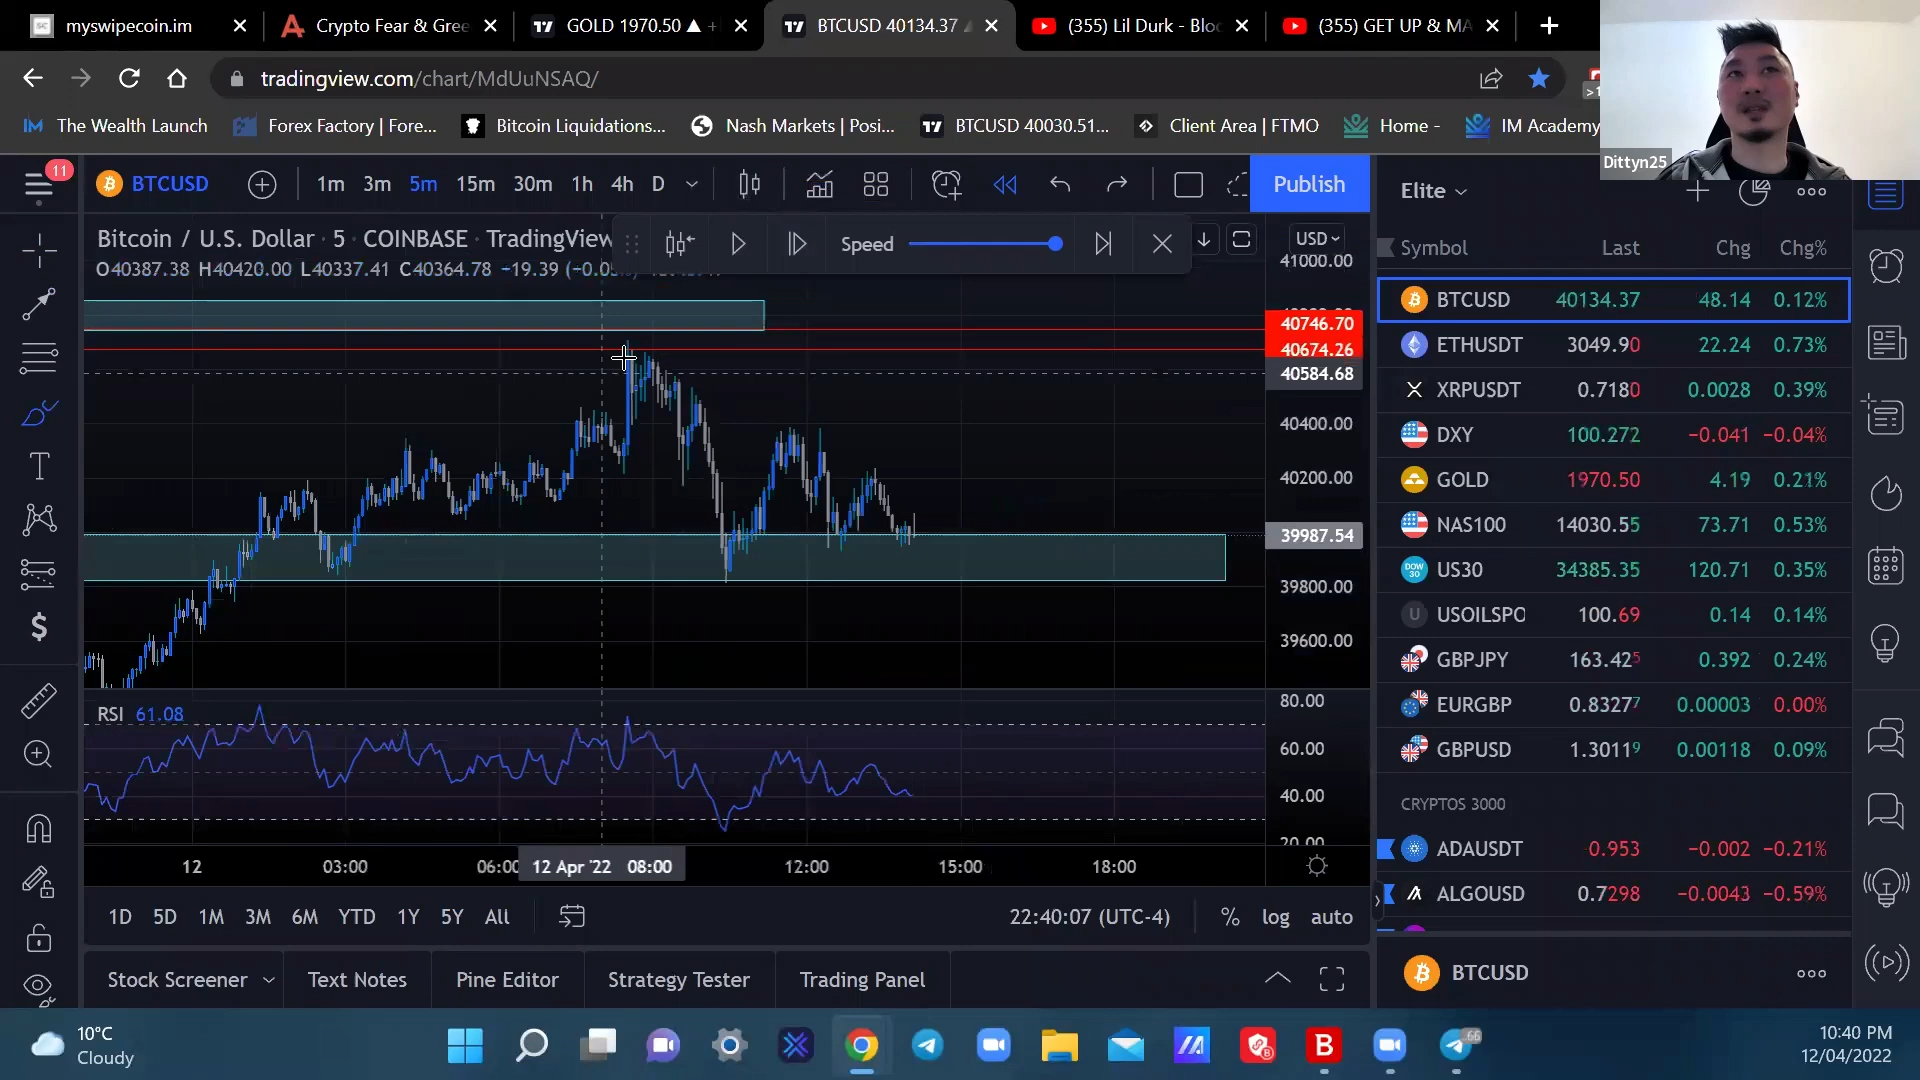 myswipecoin.im
Crypto Fear & Gree
GOLD 1970.50 ▲ +
BTCUSD 40134.37
(355) Lil Durk - Blo
(355) GET UP & MA
tradingview.com/chart/MdUuNSAQ/
The Wealth Launch
Forex Factory | Fore...
Bitcoin Liquidations...
Nash Markets | Posi...
BTCUSD 40030.51...
Client Area | FTMO
Home -
IM Academy
Dittyn25
11
BTCUSD
1m 3m 5m 15m 30m 1h 4h D
Publish
Elite
Bitcoin / U.S. Dollar · 5 · COINBASE · TradingView
Speed
USD
O40387.38 H40420.00 L40337.41 C40364.78 −19.39
41000.00
40746.70
40674.26
40584.68
40400.00
40200.00
39987.54
39800.00
39600.00
RSI 61.08
80.00
60.00
40.00
20.00
12 03:00 06:00 12 Apr '22 08:00 12:00 15:00 18:00
1D 5D 1M 3M 6M YTD 1Y 5Y All
22:40:07 (UTC-4) % log auto
Stock Screener Text Notes Pine Editor Strategy Tester Trading Panel
Symbol Last Chg Chg%
BTCUSD 40134.37 48.14 0.12%
ETHUSDT 3049.90 22.24 0.73%
XRPUSDT 0.7180 0.0028 0.39%
DXY 100.272 −0.041 −0.04%
GOLD 1970.50 4.19 0.21%
NAS100 14030.55 73.71 0.53%
US30 34385.35 120.71 0.35%
USOILSPO 100.69 0.14 0.14%
GBPJPY 163.425 0.392 0.24%
EURGBP 0.83277 0.00003 0.00%
GBPUSD 1.30119 0.00118 0.09%
CRYPTOS 3000
ADAUSDT 0.953 −0.002 −0.21%
ALGOUSD 0.7298 −0.0043 −0.59%
BTCUSD
10°C
Cloudy
66
10:40 PM
12/04/2022